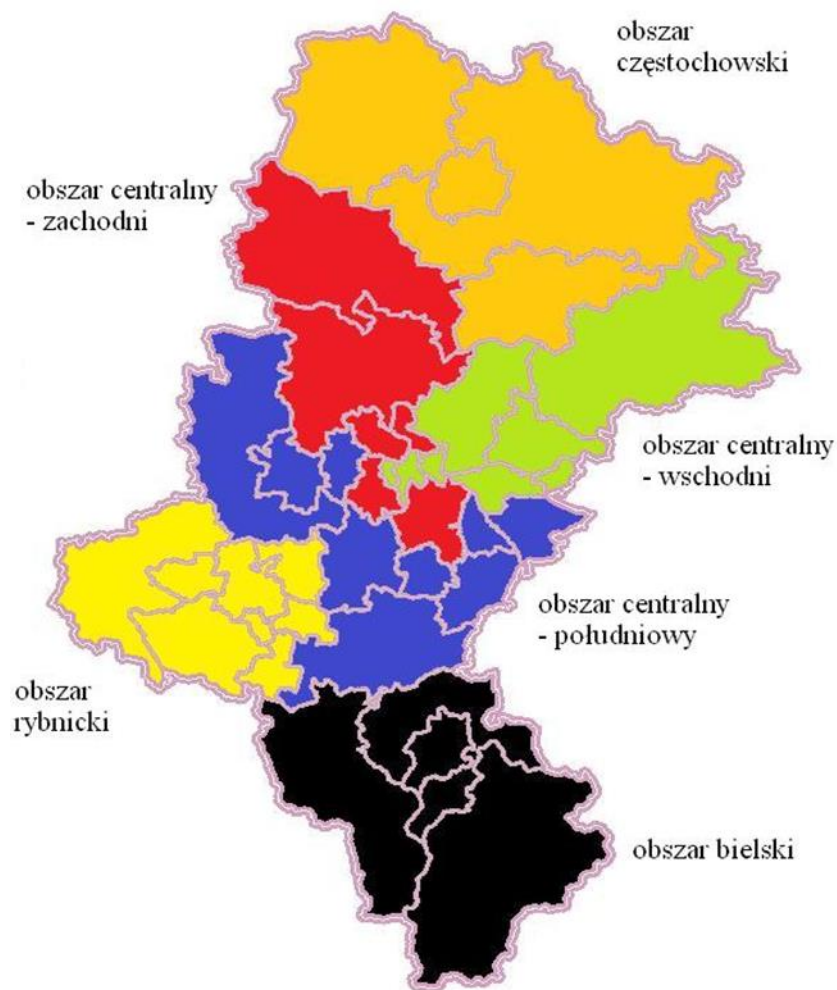 obszar
częstochowski
obszar centralny
- zachodni
obszar centralny
- wschodni
obszar centralny
- południowy
obszar
rybnicki
obszar bielski